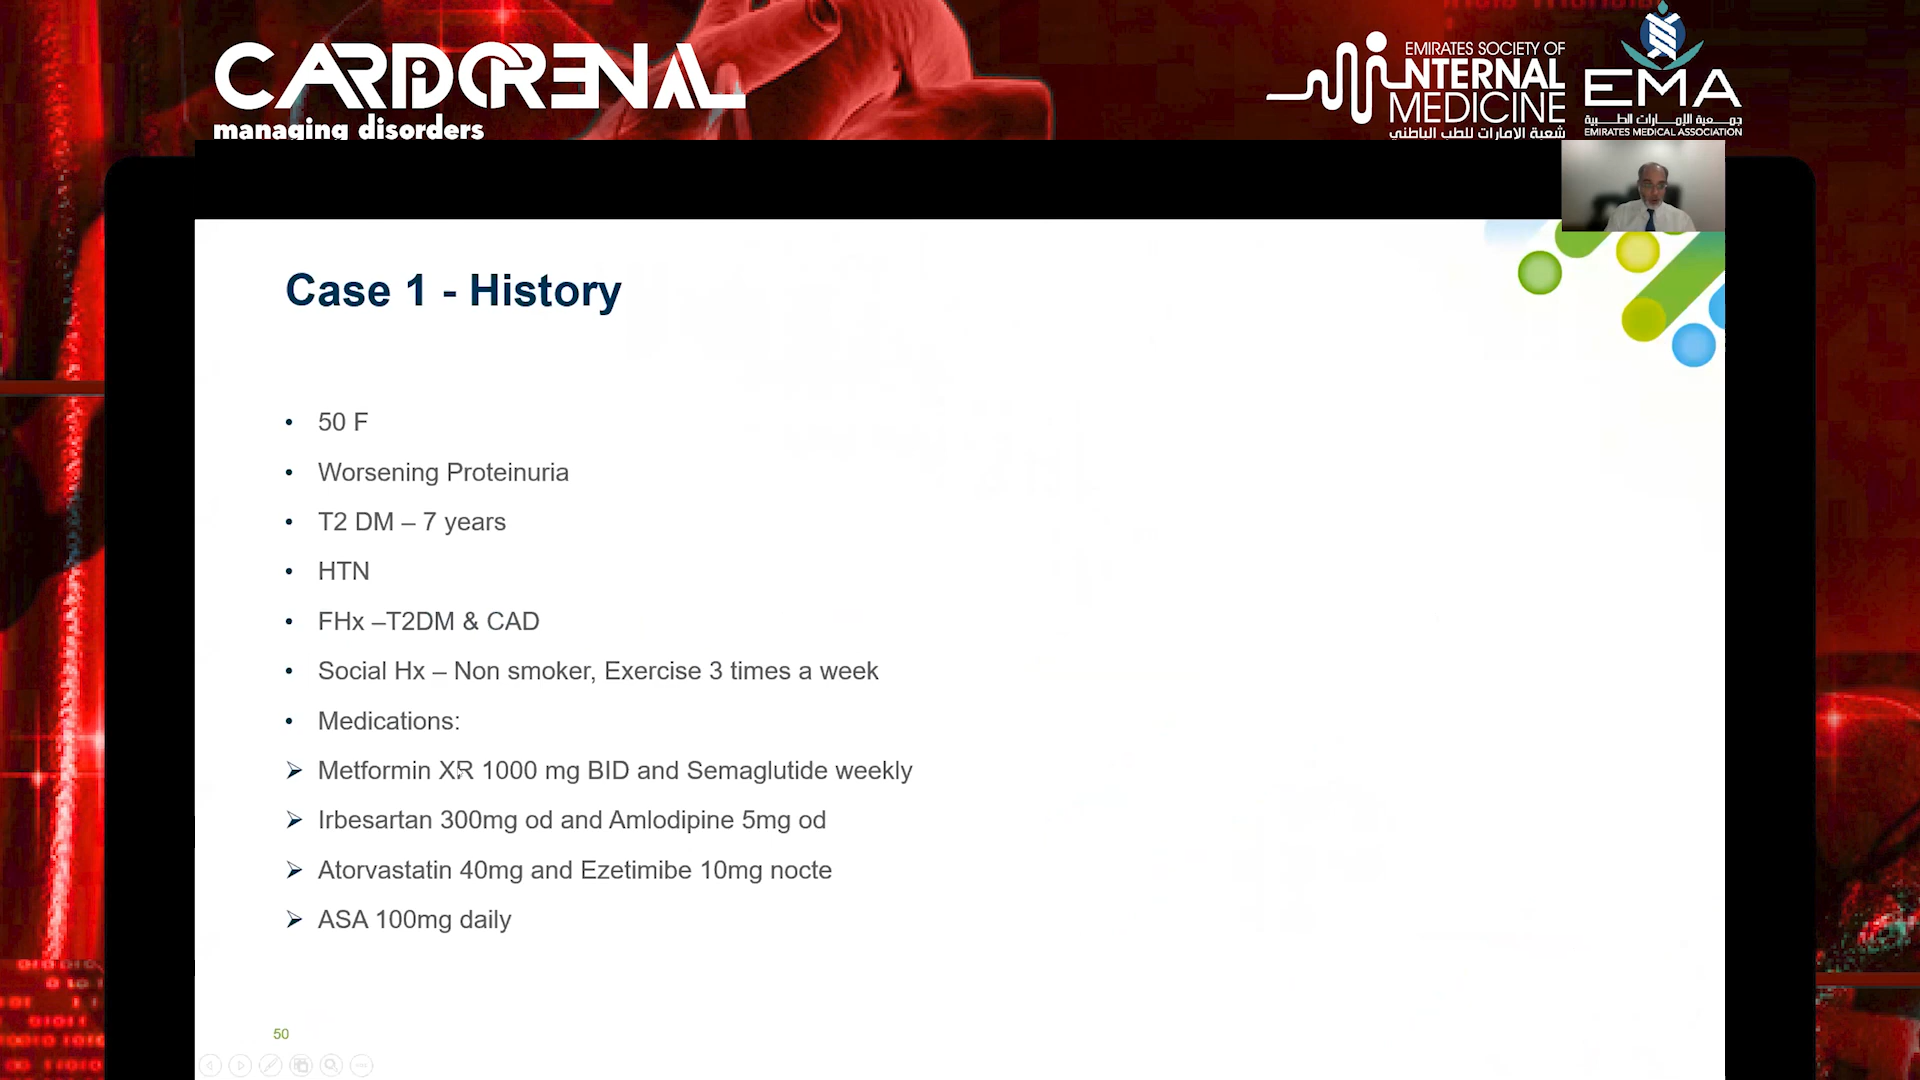 CARDIORENAL
managing disorders
EMIRATES SOCIETY OF
INTERNAL
MEDICINE
شعبة الإمارات للطب الباطني
EMA
جمعية الإمارات الطبية
EMIRATES MEDICAL ASSOCIATION
Case 1 - History
• 50 F
• Worsening Proteinuria
• T2 DM – 7 years
• HTN
• FHx –T2DM & CAD
• Social Hx – Non smoker, Exercise 3 times a week
• Medications:
➢ Metformin XR 1000 mg BID and Semaglutide weekly
➢ Irbesartan 300mg od and Amlodipine 5mg od
➢ Atorvastatin 40mg and Ezetimibe 10mg nocte
➢ ASA 100mg daily
50